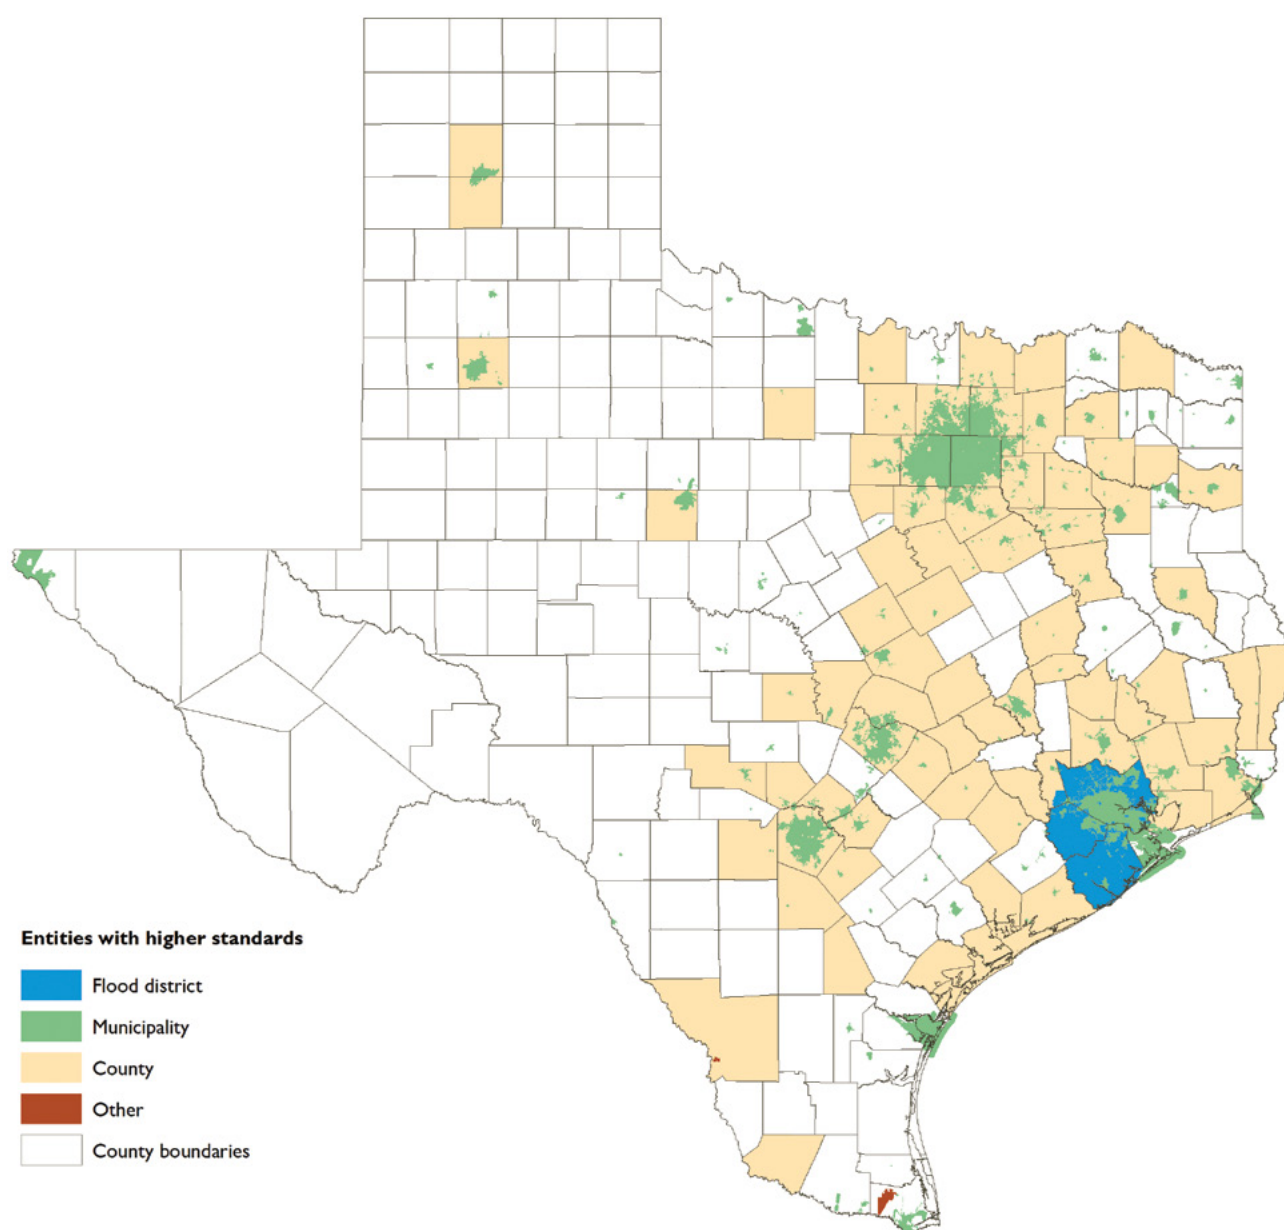 Entities with higher standards
Flood district
Municipality
County
Other
County boundaries